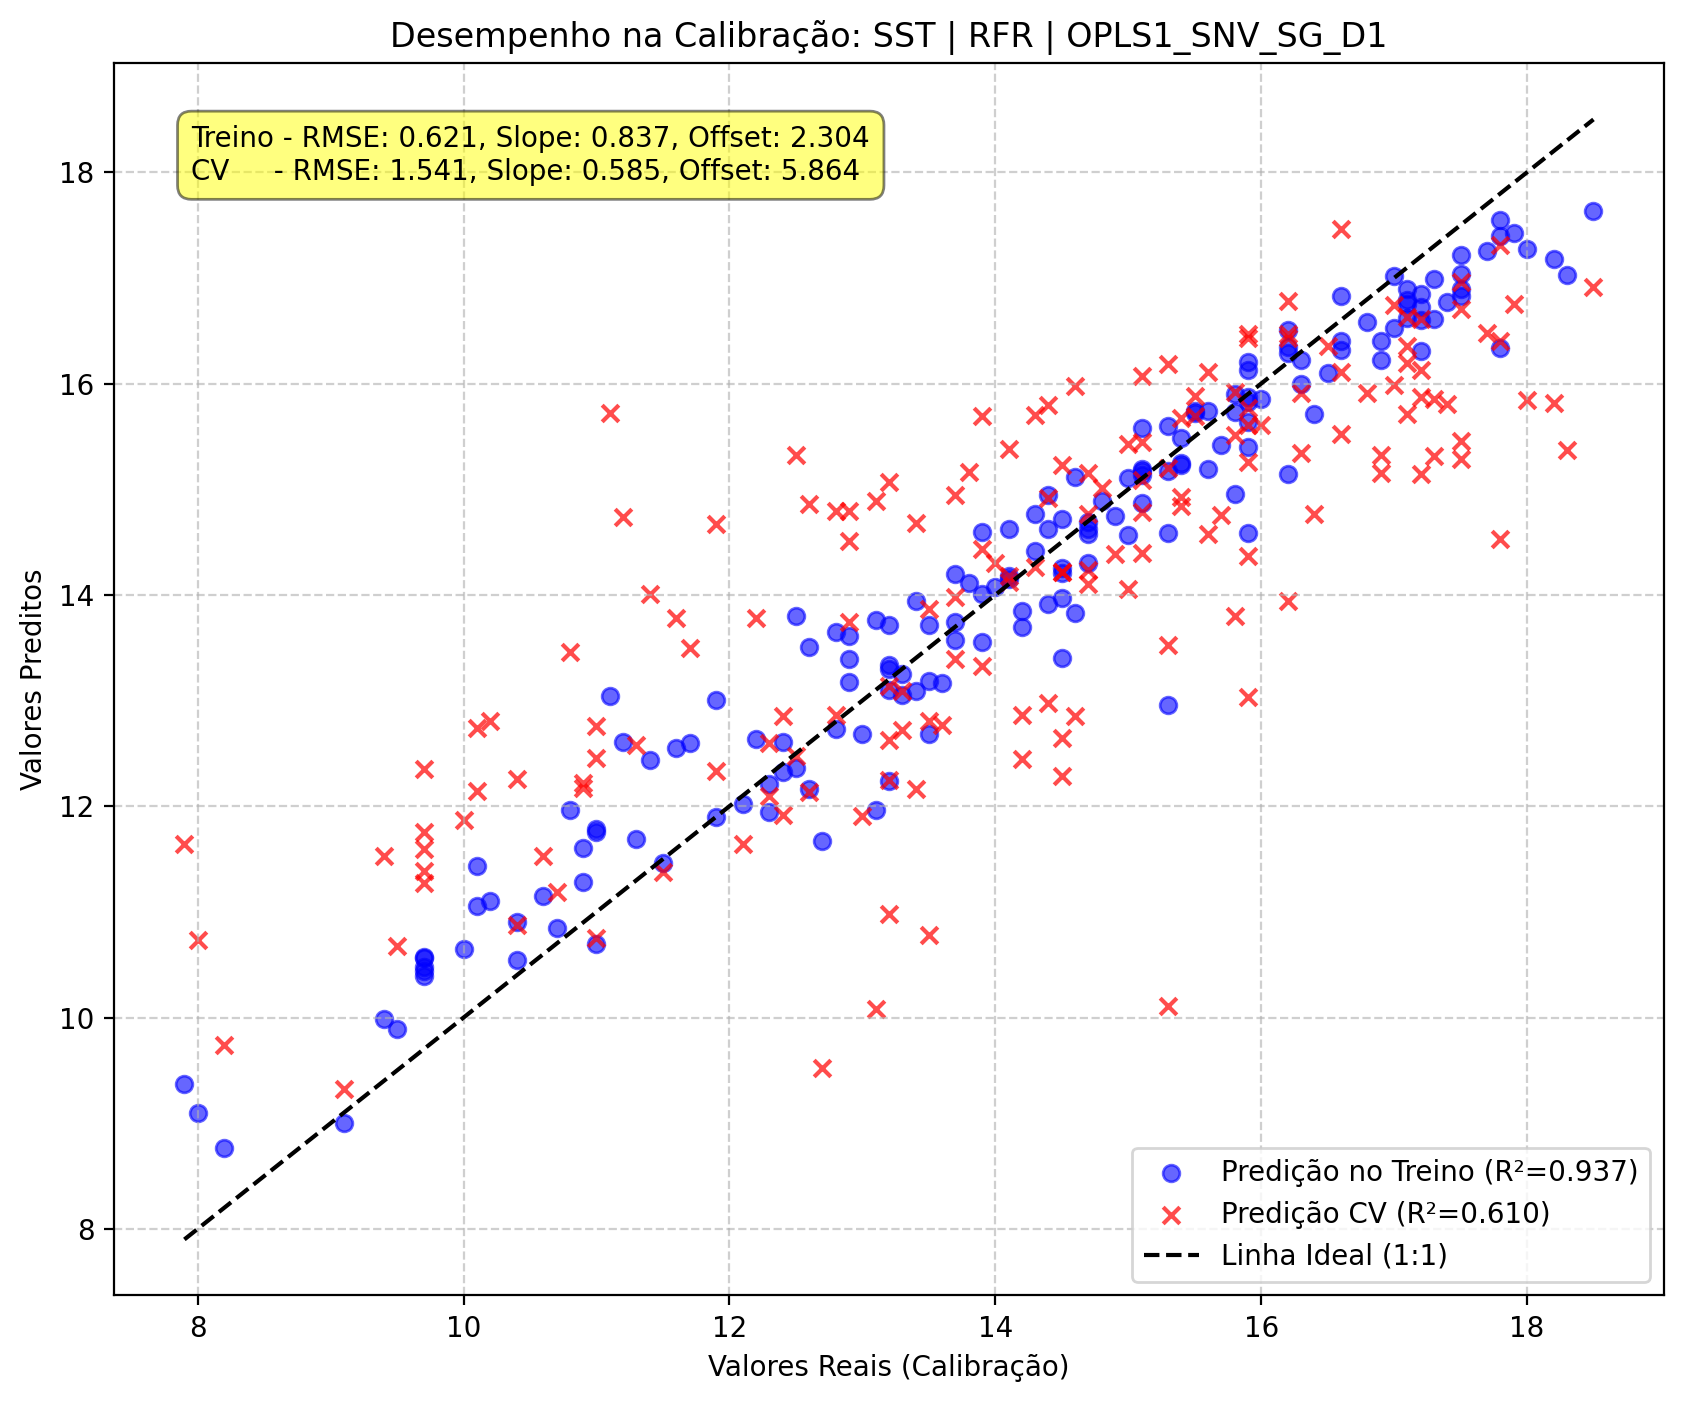 Desempenho na Calibração: SST | RFR | OPLS1_SNV_SG_D1
Treino - RMSE: 0.621, Slope: 0.837, Offset: 2.304
CV     - RMSE: 1.541, Slope: 0.585, Offset: 5.864
18
16
14
12
10
8
Valores Preditos
Predição no Treino (R²=0.937)
Predição CV (R²=0.610)
Linha Ideal (1:1)
8 10 12 14 16 18
Valores Reais (Calibração)